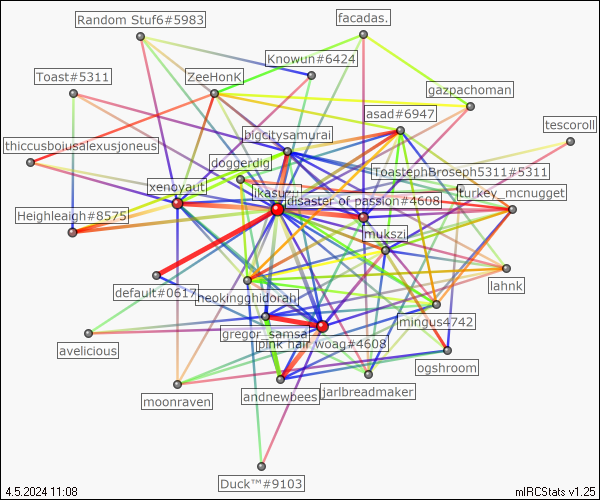 Random Stuf6#5983
facadas.
Knowun#6424
Toast#5311
ZeeHonK
gazpachoman
asad#6947
tescoroll
bigcitysamurai
thiccusboiusalexusjoneus
doggerdig
ToastephBroseph5311#5311
xenoyaut
turkey_mcnugget
disaster of passion#4608
Heighleaigh#8575
mukszi
lahnk
default#0617
heokingghidorah
mingus4742
gregor_samsa
pink hair woag#4608
avelicious
ogshroom
moonraven
andnewbees
jarlbreadmaker
Duck™#9103
4.5.2024 11:08
mIRCStats v1.25